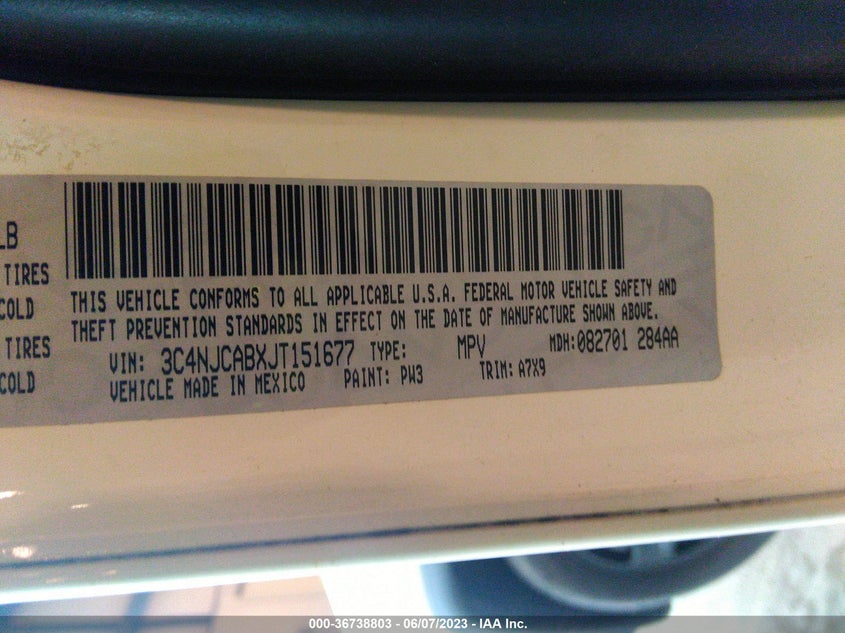 LB
TIRES
COLD
TIRES
COLD
THIS VEHICLE CONFORMS TO ALL APPLICABLE U.S.A. FEDERAL MOTOR VEHICLE SAFETY AND
THEFT PREVENTION STANDARDS IN EFFECT ON THE DATE OF MANUFACTURE SHOWN ABOVE.
VIN: 3C4NJCABXJT151677 TYPE: MPV MDH:082701 284AA
VEHICLE MADE IN MEXICO PAINT: PW3 TRIM: A7X9
000-36738803 - 06/07/2023 - IAA Inc.